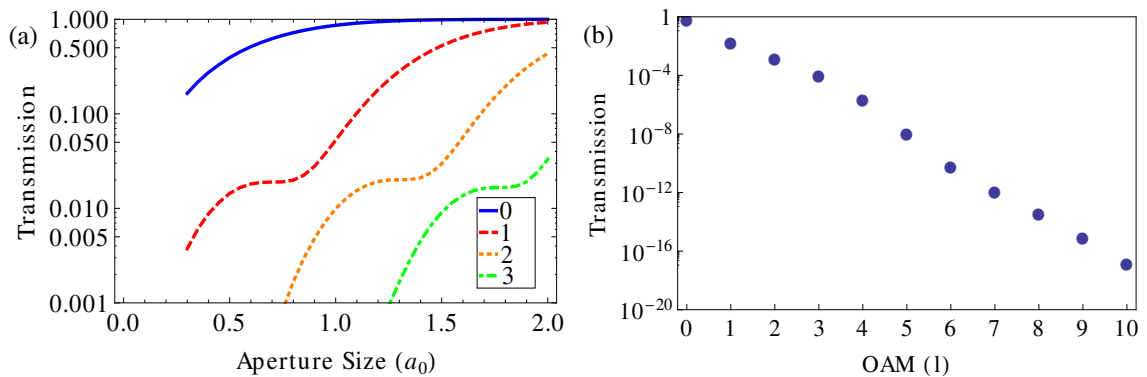 (a)
Transmission
1.000
0.500
0.100
0.050
0.010
0.005
0.001
0.0 0.5 1.0 1.5 2.0
Aperture Size (a₀)
0
1
2
3
(b)
Transmission
1
10⁻⁴
10⁻⁸
10⁻¹²
10⁻¹⁶
10⁻²⁰
0 1 2 3 4 5 6 7 8 9 10
OAM (l)